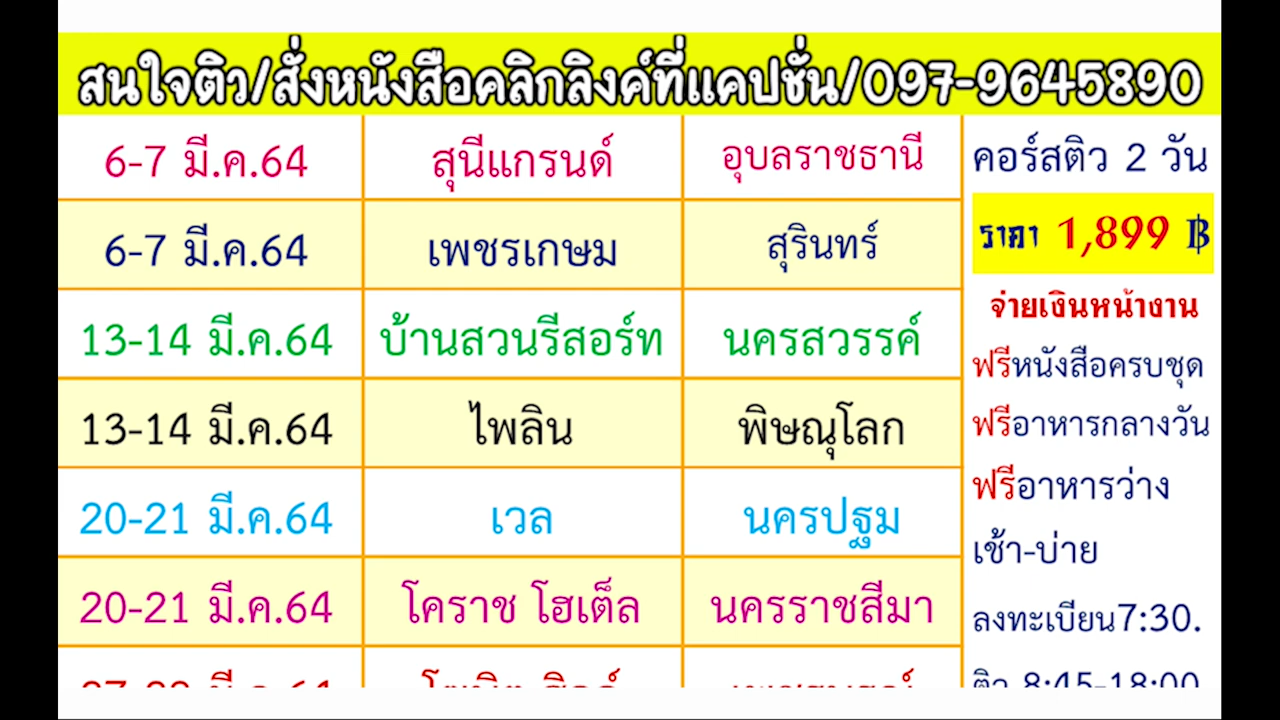 สนใจติว/สั่งหนังสือคลิกลิงค์ที่แคปชั่น/097-9645890
6-7 มี.ค.64 สุนีแกรนด์ อุบลราชธานี
6-7 มี.ค.64 เพชรเกษม สุรินทร์
13-14 มี.ค.64 บ้านสวนรีสอร์ท นครสวรรค์
13-14 มี.ค.64 ไพลิน พิษณุโลก
20-21 มี.ค.64 เวล นครปฐม
20-21 มี.ค.64 โคราช โฮเต็ล นครราชสีมา
คอร์สติว 2 วัน
ราคา 1,899 ฿
จ่ายเงินหน้างาน
ฟรีหนังสือครบชุด
ฟรีอาหารกลางวัน
ฟรีอาหารว่าง
เช้า-บ่าย
ลงทะเบียน7:30.
ติว 8:45-18:00